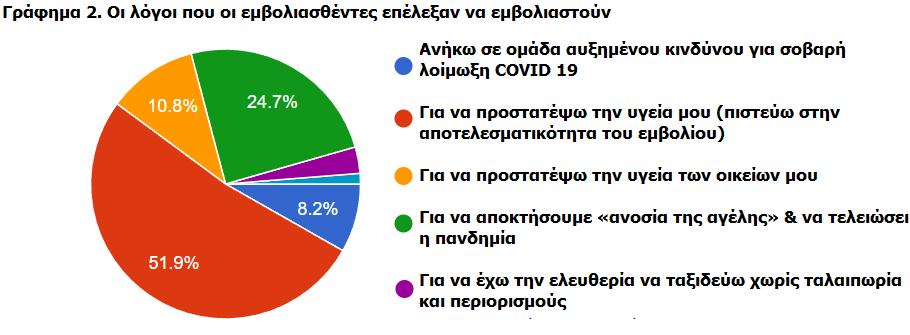 Γράφημα 2. Οι λόγοι που οι εμβολιασθέντες επέλεξαν να εμβολιαστούν
Ανήκω σε ομάδα αυξημένου κινδύνου για σοβαρή
λοίμωξη COVID 19
Για να προστατέψω την υγεία μου (πιστεύω στην
αποτελεσματικότητα του εμβολίου)
Για να προστατέψω την υγεία των οικείων μου
Για να αποκτήσουμε «ανοσία της αγέλης» & να τελειώσει
η πανδημία
Για να έχω την ελευθερία να ταξιδεύω χωρίς ταλαιπωρία
και περιορισμούς
10.8%
24.7%
8.2%
51.9%